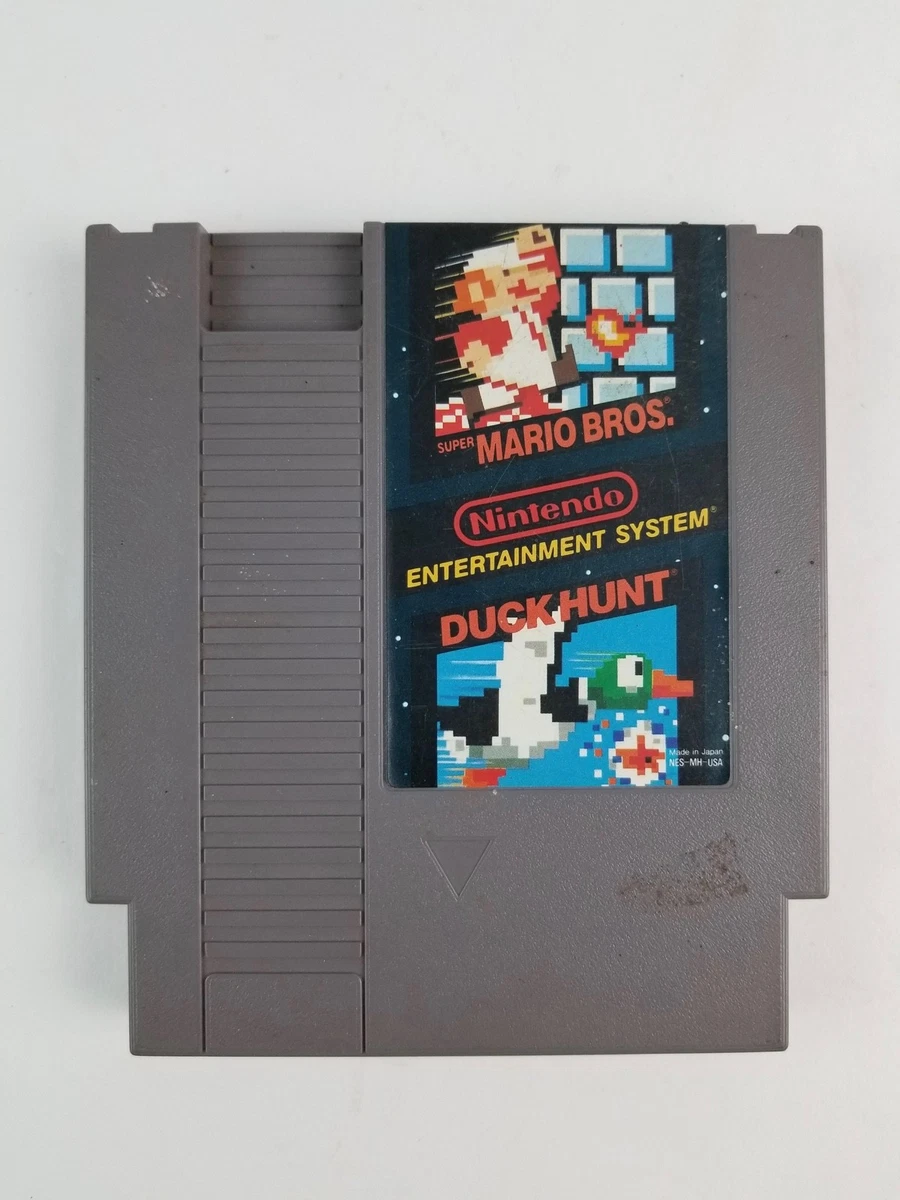 SUPER MARIO BROS.®
Nintendo
ENTERTAINMENT SYSTEM®
DUCK HUNT®
Made in Japan
NES-MH-USA